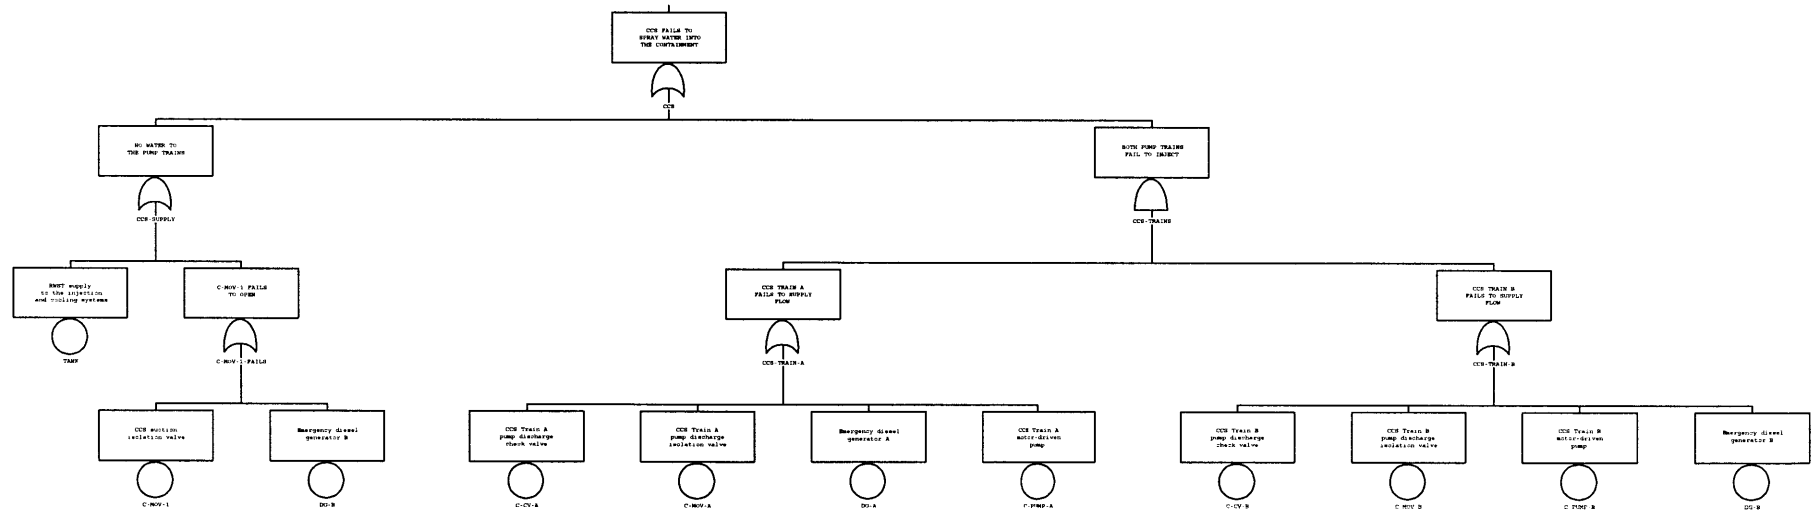 CCS FAILS TO
SPRAY WATER INTO
THE CONTAINMENT
CCS
NO WATER TO
THE PUMP TRAINS
BOTH PUMP TRAINS
FAIL TO INJECT
CCS-SUPPLY
CCS-TRAINS
RWST supply
to the injection
and cooling systems
TANK
C-MOV-1 FAILS
TO OPEN
C-MOV-1-FAILS
CCS TRAIN A
FAILS TO SUPPLY
FLOW
CCS-TRAIN-A
CCS TRAIN B
FAILS TO SUPPLY
FLOW
CCS-TRAIN-B
CCS suction
isolation valve
C-MOV-1
Emergency diesel
generator B
DG-B
CCS Train A
pump discharge
check valve
C-CV-A
CCS Train A
pump discharge
isolation valve
C-MOV-A
Emergency diesel
generator A
DG-A
CCS Train A
motor-driven
pump
C-PUMP-A
CCS Train B
pump discharge
check valve
C-CV-B
CCS Train B
pump discharge
isolation valve
C-MOV-B
CCS Train B
motor-driven
pump
C-PUMP-B
Emergency diesel
generator B
DG-B